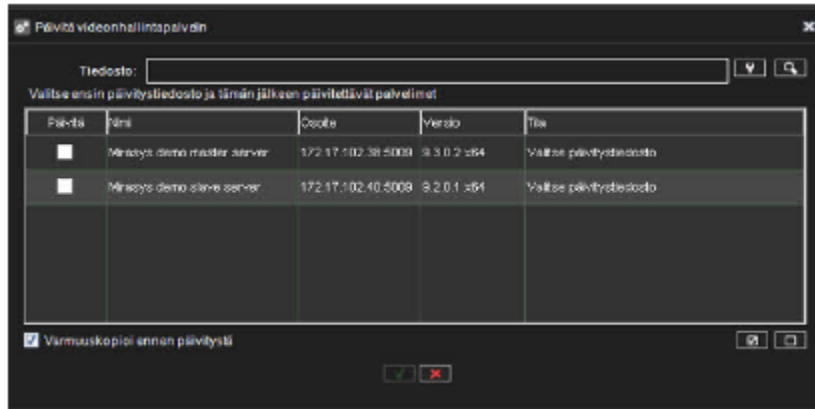 Päivitä videonhallintapalvelin
Tiedosto:
Valitse ensin päivitystiedosto ja tämän jälkeen päivitettävät palvelimet
Päivitä Nimi Osoite Versio Tila
Mirasys demo master server 172.17.102.38:5009 9.3.0.2 x64 Valitse päivitystiedosto
Mirasys demo slave server 172.17.102.40:5009 9.2.0.1 x64 Valitse päivitystiedosto
Varmuuskopioi ennen päivitystä